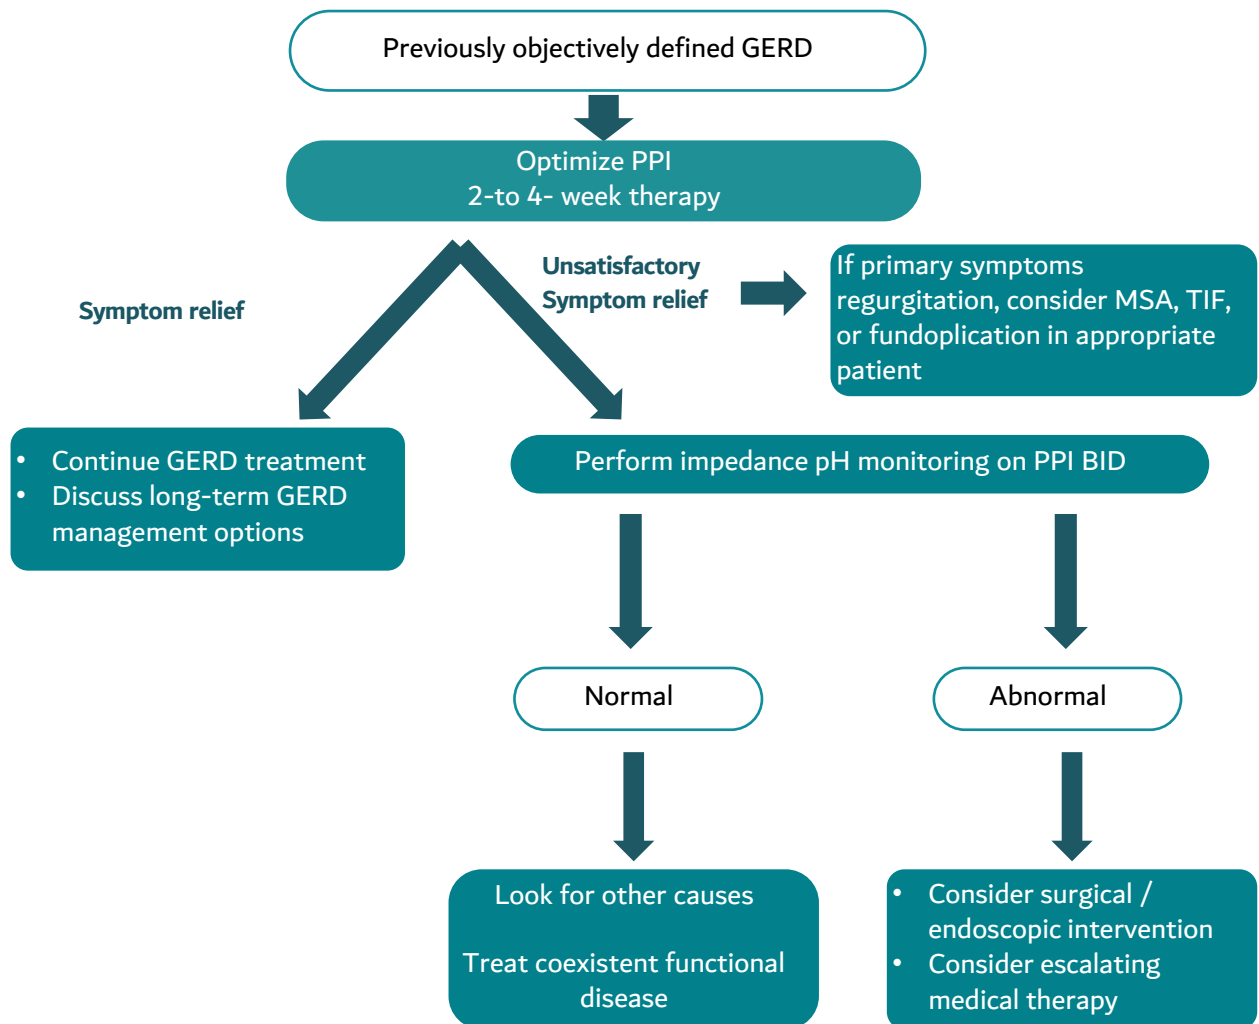 Previously objectively defined GERD
Optimize PPI
2-to 4- week therapy
Symptom relief
Unsatisfactory
Symptom relief
If primary symptoms
regurgitation, consider MSA, TIF,
or fundoplication in appropriate
patient
• Continue GERD treatment
• Discuss long-term GERD
management options
Perform impedance pH monitoring on PPI BID
Normal
Abnormal
Look for other causes
Treat coexistent functional
disease
• Consider surgical /
endoscopic intervention
• Consider escalating
medical therapy